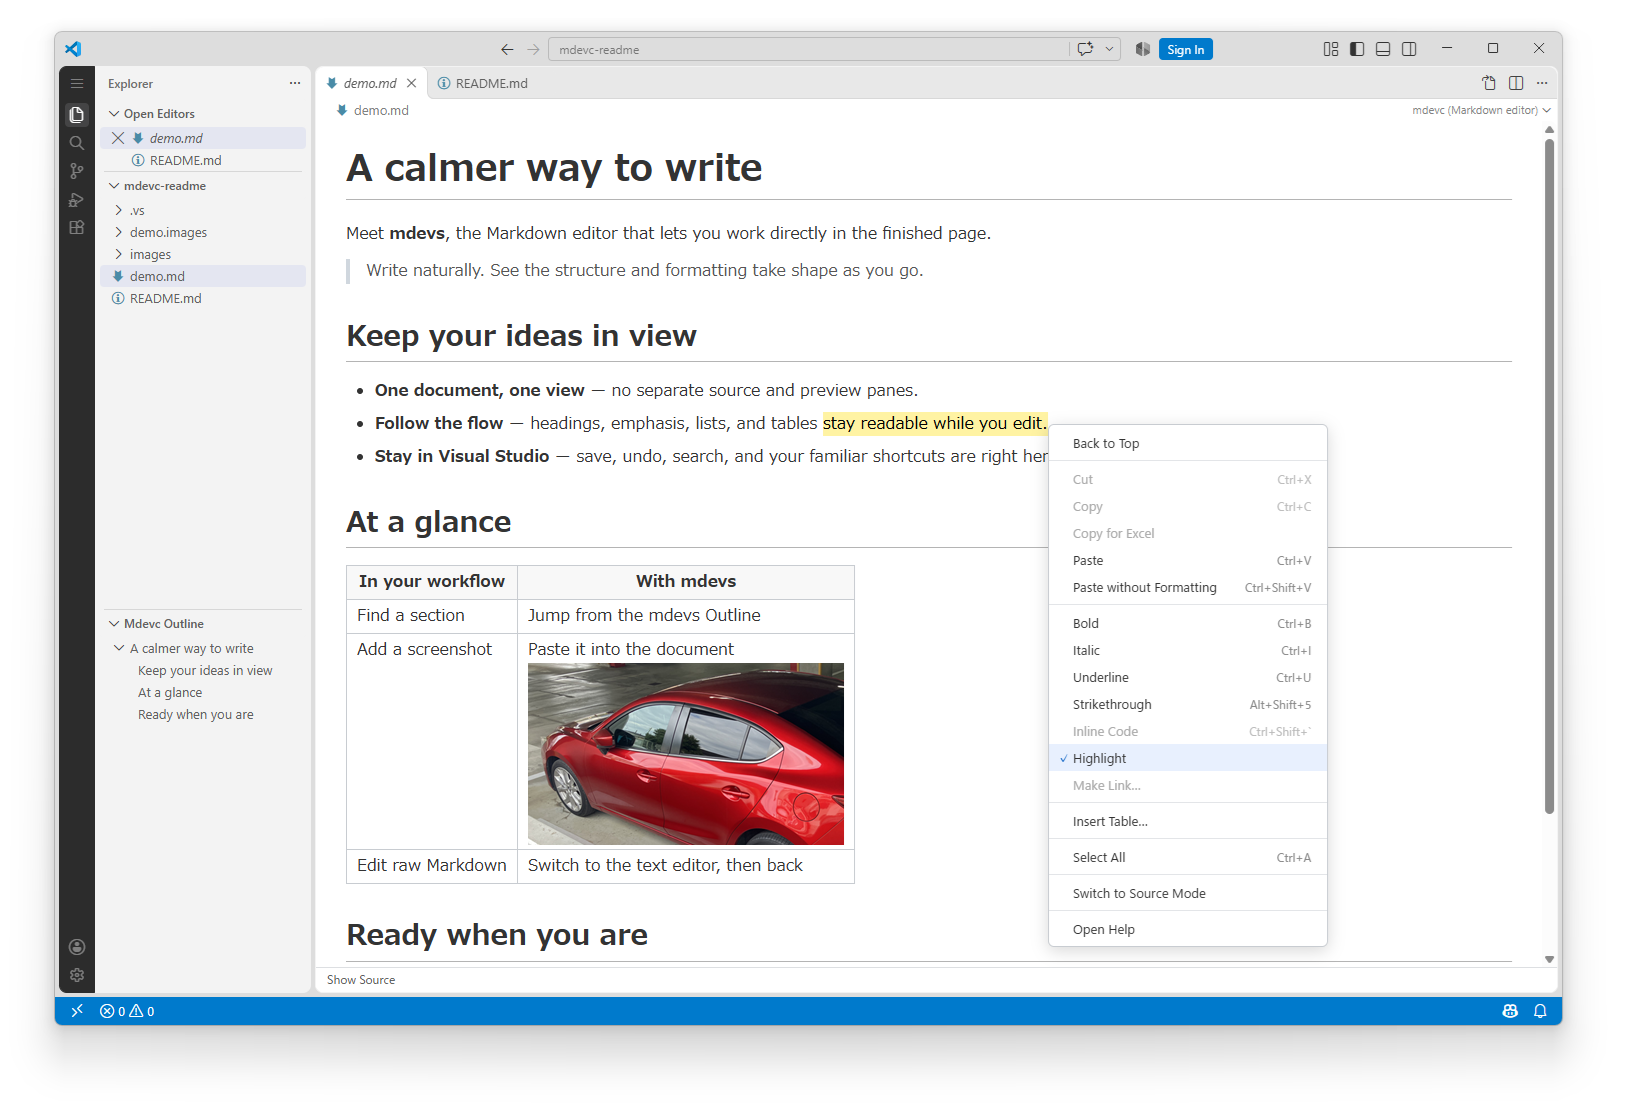 mdevc-readme
Sign In
Explorer
Open Editors
demo.md
README.md
mdevc-readme
.vs
demo.images
images
demo.md
README.md
Mdevc Outline
A calmer way to write
Keep your ideas in view
At a glance
Ready when you are
demo.md
README.md
demo.md
mdevc (Markdown editor)
A calmer way to write
Meet mdevs, the Markdown editor that lets you work directly in the finished page.
Write naturally. See the structure and formatting take shape as you go.
Keep your ideas in view
• One document, one view — no separate source and preview panes.
• Follow the flow — headings, emphasis, lists, and tables stay readable while you edit.
• Stay in Visual Studio — save, undo, search, and your familiar shortcuts are right her
At a glance
In your workflow With mdevs
Find a section Jump from the mdevs Outline
Add a screenshot Paste it into the document
Edit raw Markdown Switch to the text editor, then back
Ready when you are
Show Source
Back to Top
Cut Ctrl+X
Copy Ctrl+C
Copy for Excel
Paste Ctrl+V
Paste without Formatting Ctrl+Shift+V
Bold Ctrl+B
Italic Ctrl+I
Underline Ctrl+U
Strikethrough Alt+Shift+5
Inline Code Ctrl+Shift+`
✓ Highlight
Make Link...
Insert Table...
Select All Ctrl+A
Switch to Source Mode
Open Help
0 0